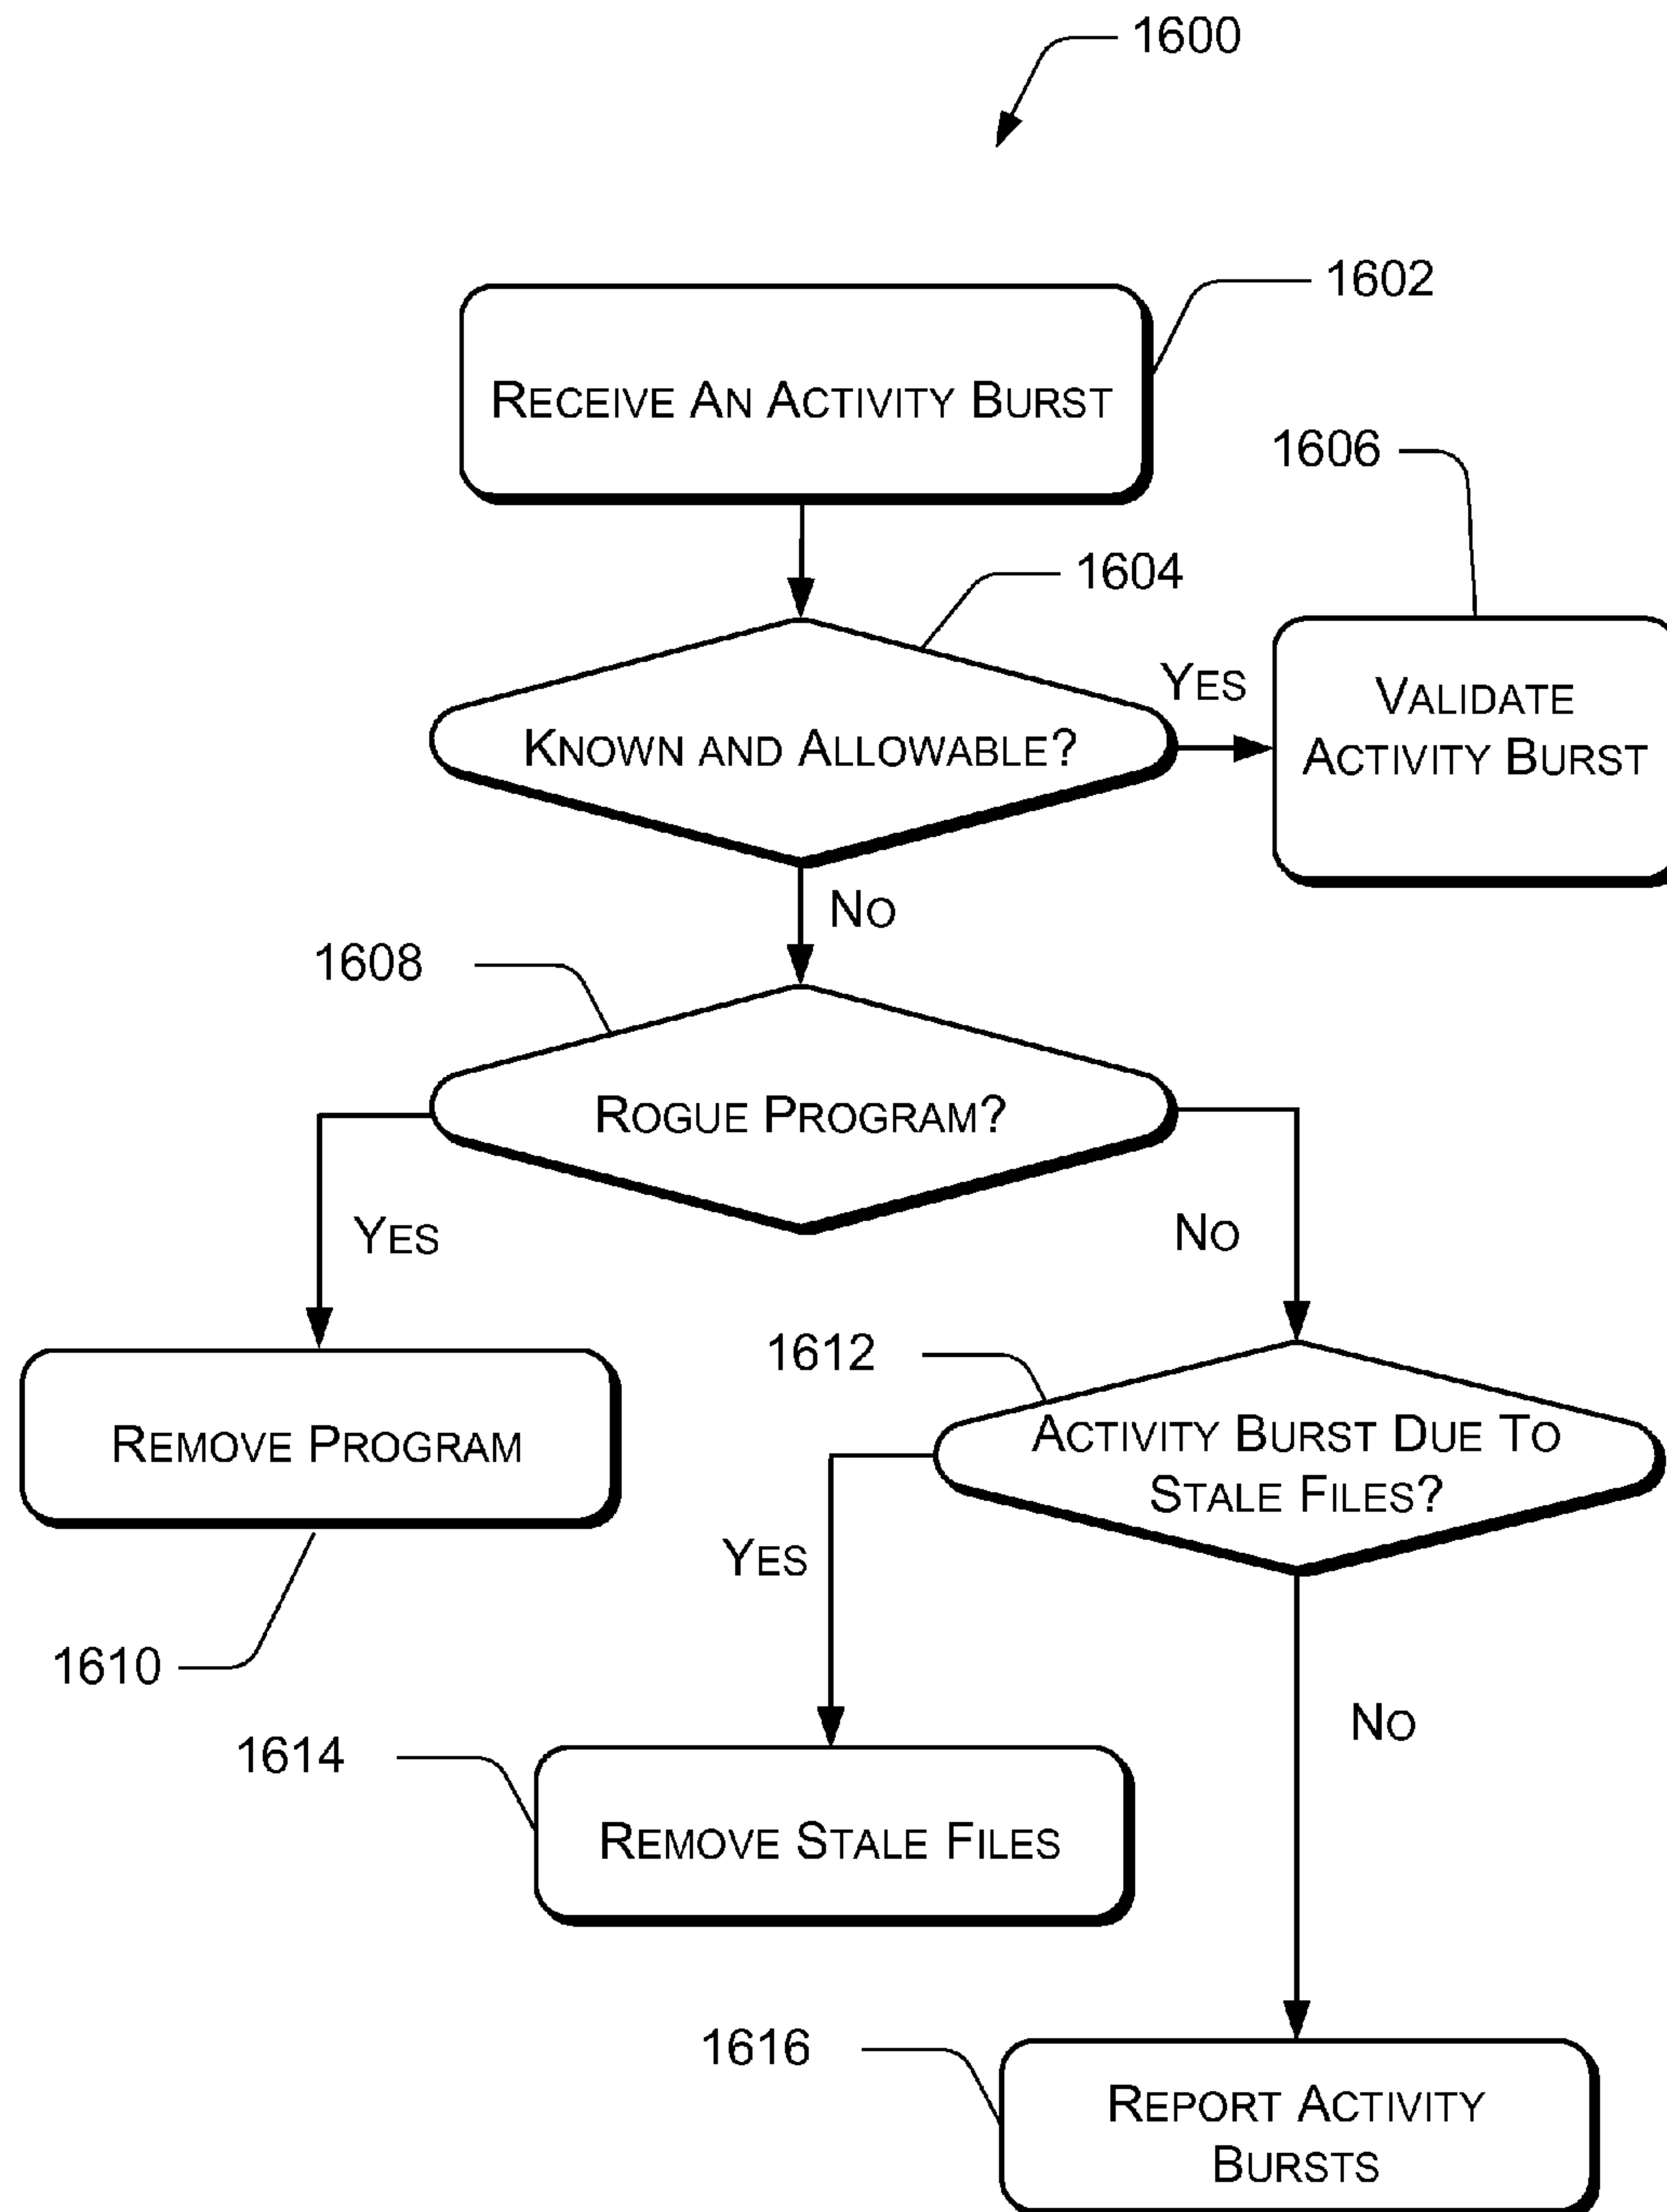 1600
1602
RECEIVE AN ACTIVITY BURST
1606
1604
YES
VALIDATE
ACTIVITY BURST
KNOWN AND ALLOWABLE?
NO
1608
ROGUE PROGRAM?
YES
NO
1612
REMOVE PROGRAM
ACTIVITY BURST DUE TO
STALE FILES?
YES
1610
NO
1614
REMOVE STALE FILES
1616
REPORT ACTIVITY
BURSTS